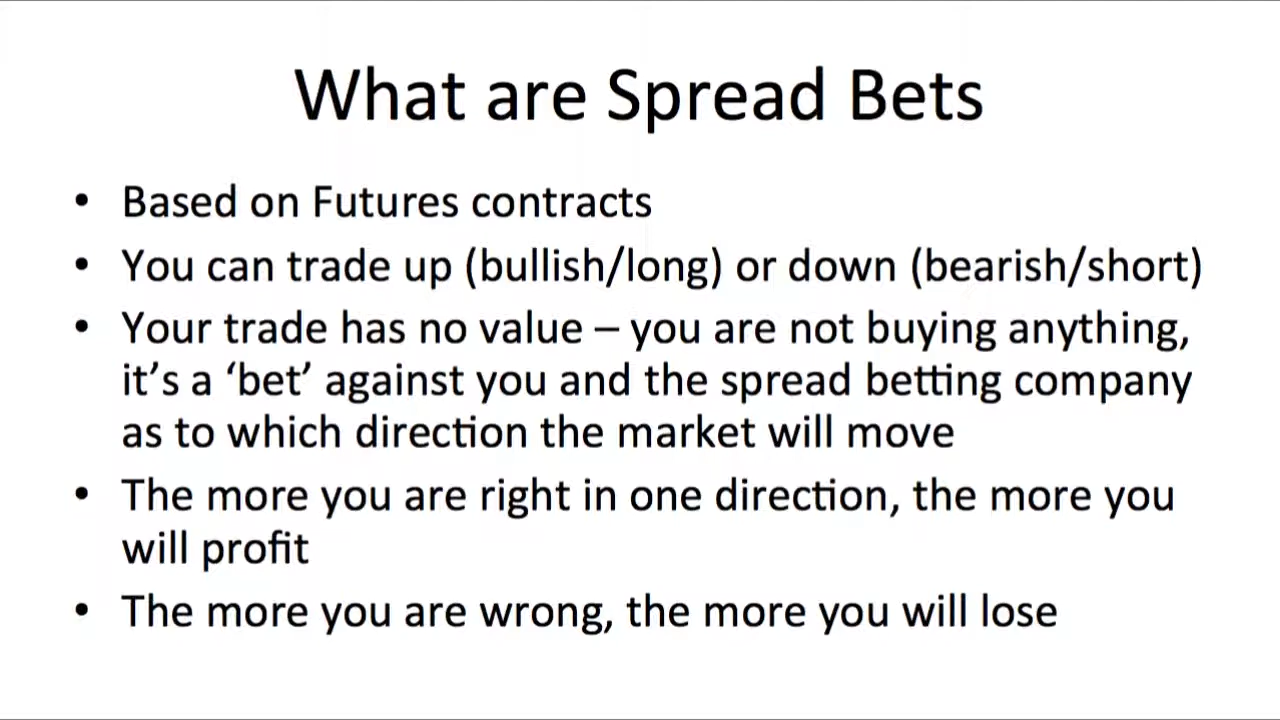 What are Spread Bets
• Based on Futures contracts
• You can trade up (bullish/long) or down (bearish/short)
• Your trade has no value – you are not buying anything,
it’s a ‘bet’ against you and the spread betting company
as to which direction the market will move
• The more you are right in one direction, the more you
will profit
• The more you are wrong, the more you will lose